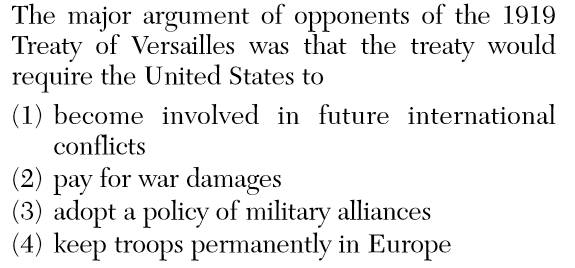 The major argument of opponents of the 1919
Treaty of Versailles was that the treaty would
require the United States to
(1) become involved in future international
conflicts
(2) pay for war damages
(3) adopt a policy of military alliances
(4) keep troops permanently in Europe